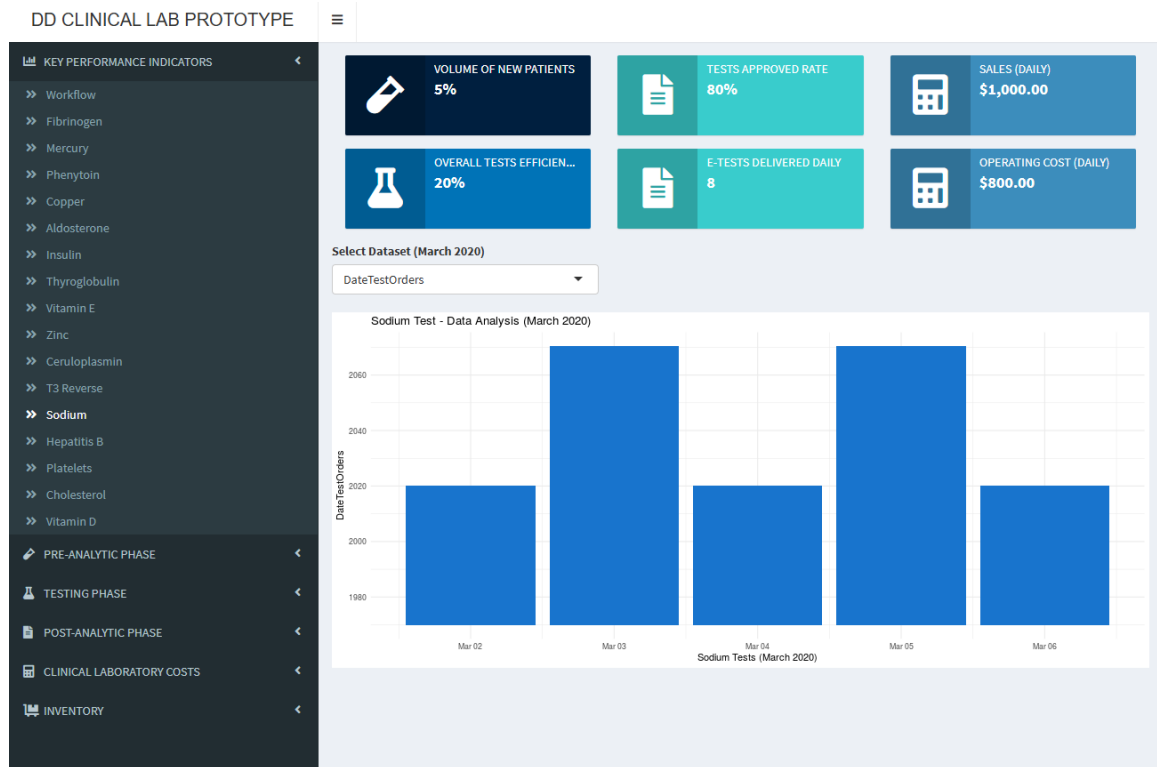 DD CLINICAL LAB PROTOTYPE
KEY PERFORMANCE INDICATORS
Workflow
Fibrinogen
Mercury
Phenytoin
Copper
Aldosterone
Insulin
Thyroglobulin
Vitamin E
Zinc
Ceruloplasmin
T3 Reverse
Sodium
Hepatitis B
Platelets
Cholesterol
Vitamin D
PRE-ANALYTIC PHASE
TESTING PHASE
POST-ANALYTIC PHASE
CLINICAL LABORATORY COSTS
INVENTORY
VOLUME OF NEW PATIENTS
5%
TESTS APPROVED RATE
80%
SALES (DAILY)
$1,000.00
OVERALL TESTS EFFICIEN...
20%
E-TESTS DELIVERED DAILY
8
OPERATING COST (DAILY)
$800.00
Select Dataset (March 2020)
DateTestOrders
Sodium Test - Data Analysis (March 2020)
DateTestOrders
2060
2040
2020
2000
1980
Mar 02 Mar 03 Mar 04 Mar 05 Mar 06
Sodium Tests (March 2020)